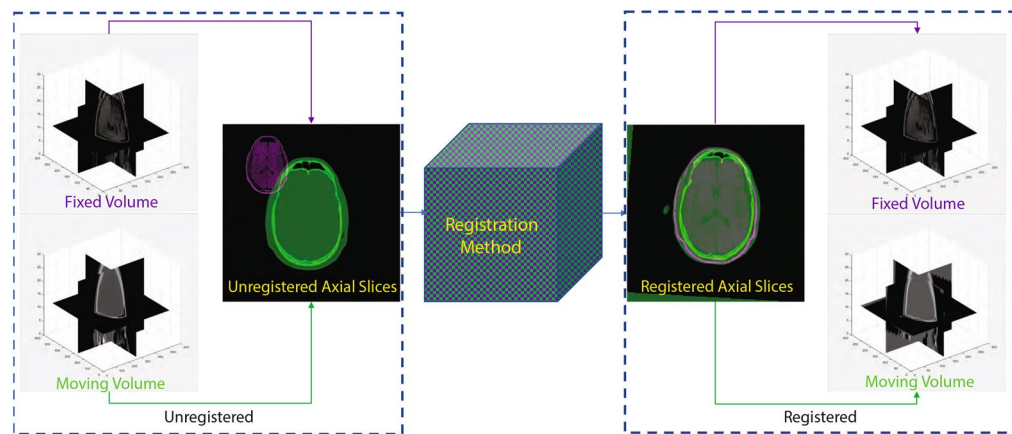 Fixed Volume
Moving Volume
Unregistered Axial Slices
Unregistered
Registration
Method
Registered Axial Slices
Fixed Volume
Moving Volume
Registered